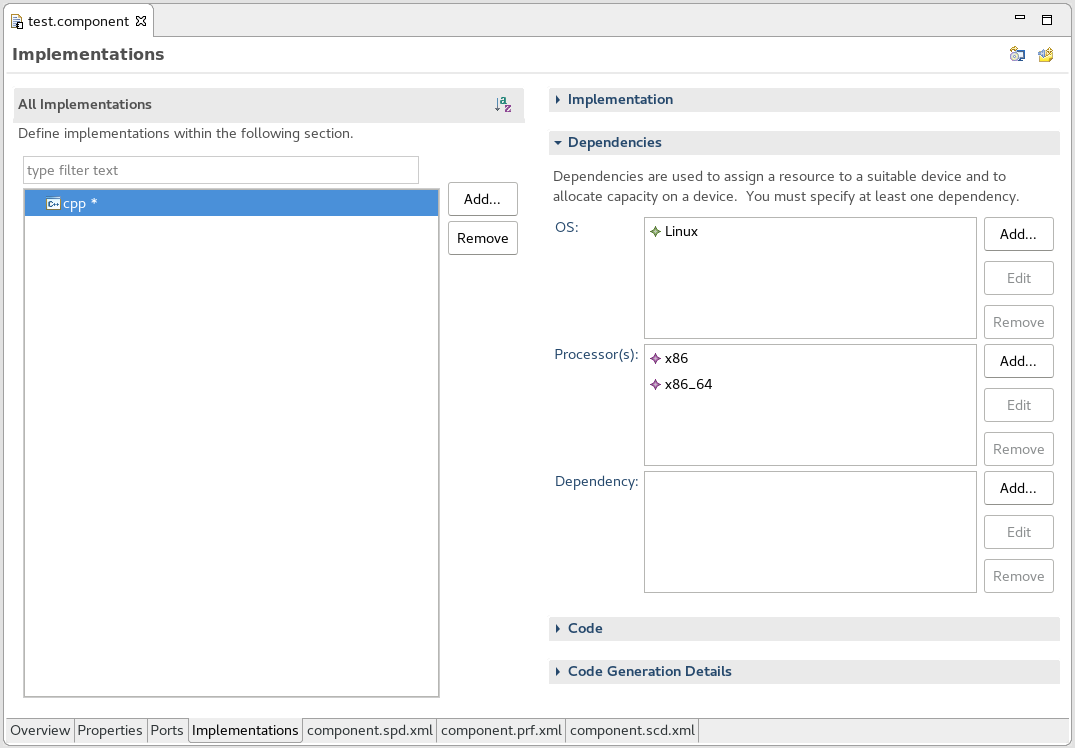 test.component
Implementations
All Implementations
Define implementations within the following section.
type filter text
cpp *
Add...
Remove
Implementation
Dependencies
Dependencies are used to assign a resource to a suitable device and to
allocate capacity on a device.  You must specify at least one dependency.
OS:
Linux
Add...
Edit
Remove
Processor(s):
x86
x86_64
Add...
Edit
Remove
Dependency:
Add...
Edit
Remove
Code
Code Generation Details
Overview Properties Ports Implementations component.spd.xml component.prf.xml component.scd.xml